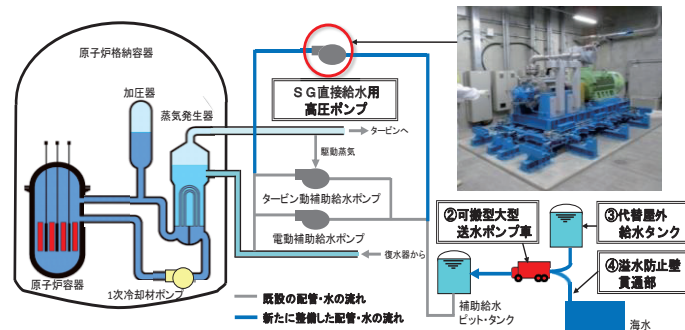 原子炉格納容器
加圧器
蒸気発生器
ＳＧ直接給水用
高圧ポンプ
タービンへ
駆動蒸気
タービン動補助給水ポンプ
電動補助給水ポンプ
復水器から
原子炉容器
1次冷却材ポンプ
既設の配管・水の流れ
新たに整備した配管・水の流れ
②可搬型大型
送水ポンプ車
③代替屋外
給水タンク
④溢水防止壁
貫通部
補助給水
ピット・タンク
海水